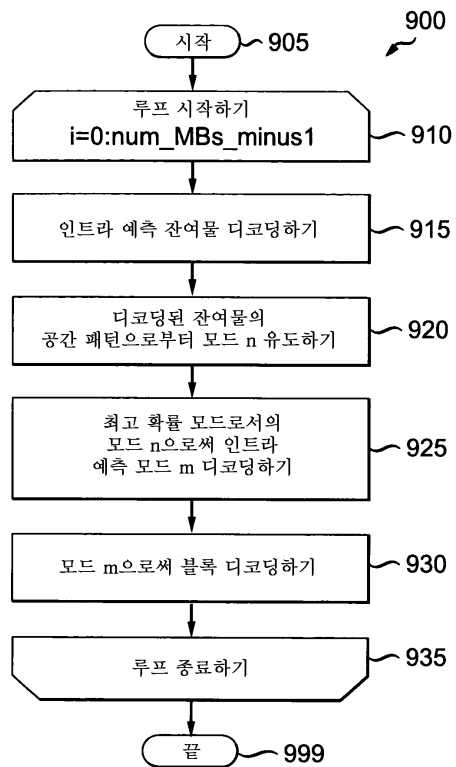 900
시작
905
루프 시작하기
i=0:num_MBs_minus1
910
인트라 예측 잔여물 디코딩하기
915
디코딩된 잔여물의
공간 패턴으로부터 모드 n 유도하기
920
최고 확률 모드로서의
모드 n으로써 인트라
예측 모드 m 디코딩하기
925
모드 m으로써 블록 디코딩하기
930
루프 종료하기
935
끝
999